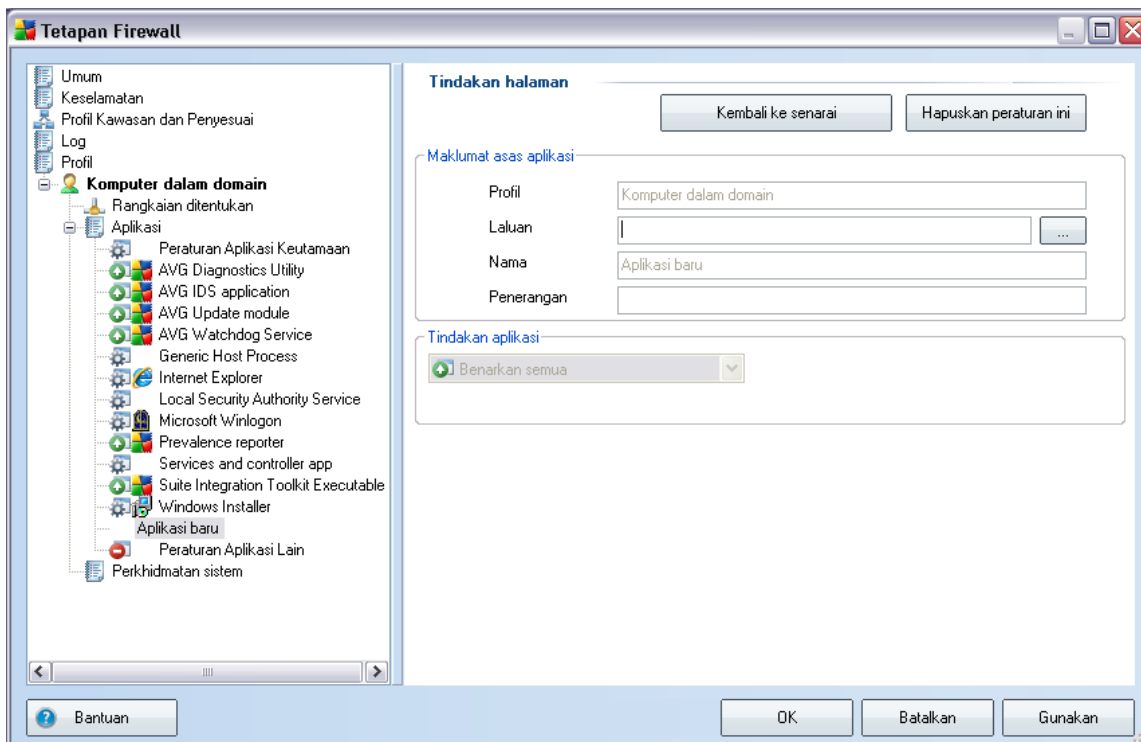 Tetapan Firewall
Umum
Keselamatan
Profil Kawasan dan Penyesuai
Log
Profil
Komputer dalam domain
Rangkaian ditentukan
Aplikasi
Peraturan Aplikasi Keutamaan
AVG Diagnostics Utility
AVG IDS application
AVG Update module
AVG Watchdog Service
Generic Host Process
Internet Explorer
Local Security Authority Service
Microsoft Winlogon
Prevalence reporter
Services and controller app
Suite Integration Toolkit Executable
Windows Installer
Aplikasi baru
Peraturan Aplikasi Lain
Perkhidmatan sistem
Tindakan halaman
Kembali ke senarai
Hapuskan peraturan ini
Maklumat asas aplikasi
Profil
Komputer dalam domain
Laluan
...
Nama
Aplikasi baru
Penerangan
Tindakan aplikasi
Benarkan semua
Bantuan
OK
Batalkan
Gunakan